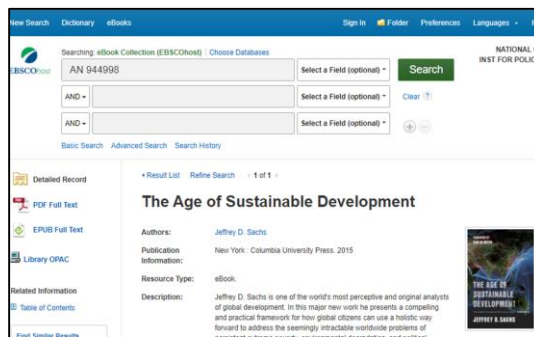 New Search Dictionary eBooks Sign In Folder Preferences Languages
EBSCOhost
Searching: eBook Collection (EBSCOhost) Choose Databases
NATIONAL
INST FOR POLIC
AN 944998 Select a Field (optional) Search
AND Select a Field (optional) Clear ?
AND Select a Field (optional)
Basic Search Advanced Search Search History
Detailed Record
PDF Full Text
EPUB Full Text
Library OPAC
Related Information
Table of Contents
Find Similar Results
Result List Refine Search 1 of 1
The Age of Sustainable Development
Authors: Jeffrey D. Sachs
Publication Information: New York : Columbia University Press. 2015
Resource Type: eBook.
Description: Jeffrey D. Sachs is one of the world's most perceptive and original analysts
of global development. In this major new work he presents a compelling
and practical framework for how global citizens can use a holistic way
forward to address the seemingly intractable worldwide problems of
THE AGE OF
SUSTAINABLE
DEVELOPMENT
JEFFREY D. SACHS